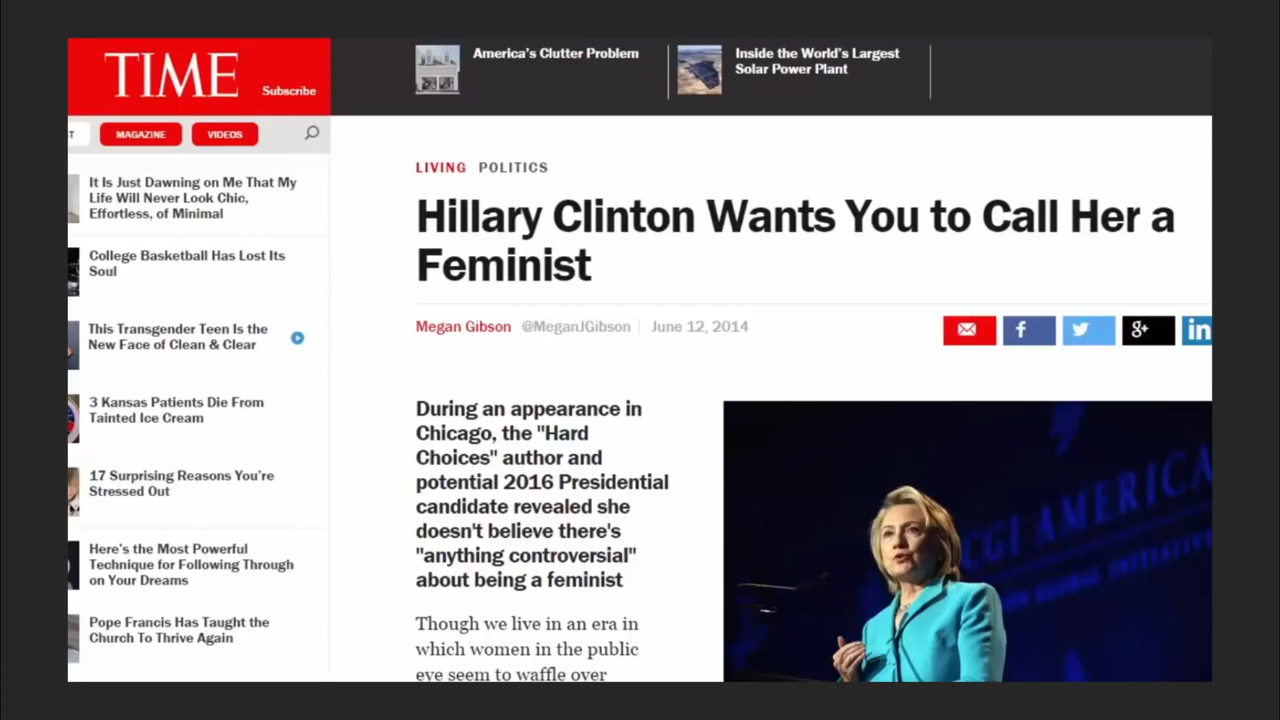 TIME
Subscribe
America's Clutter Problem
Inside the World's Largest
Solar Power Plant
T
MAGAZINE
VIDEOS
It Is Just Dawning on Me That My
Life Will Never Look Chic,
Effortless, of Minimal
College Basketball Has Lost Its
Soul
This Transgender Teen Is the
New Face of Clean & Clear
3 Kansas Patients Die From
Tainted Ice Cream
17 Surprising Reasons You're
Stressed Out
Here's the Most Powerful
Technique for Following Through
on Your Dreams
Pope Francis Has Taught the
Church To Thrive Again
LIVING POLITICS
Hillary Clinton Wants You to Call Her a
Feminist
Megan Gibson @MeganJGibson June 12, 2014
f
8+
in
During an appearance in
Chicago, the "Hard
Choices" author and
potential 2016 Presidential
candidate revealed she
doesn't believe there's
"anything controversial"
about being a feminist
Though we live in an era in
which women in the public
eye seem to waffle over
CGI AMERICA